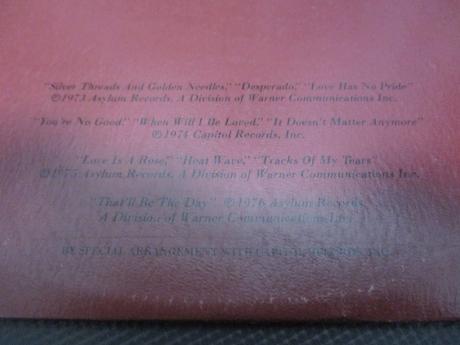 "Silver Threads And Golden Needles," "Desperado," "Love Has No Pride"
℗1973 Asylum Records, A Division of Warner Communications Inc.
"You're No Good," "When Will I Be Loved," "It Doesn't Matter Anymore"
℗1974 Capitol Records, Inc.
"Love Is A Rose," "Heat Wave," "Tracks Of My Tears"
℗1975 Asylum Records, A Division of Warner Communications Inc.
"That'll Be The Day" ℗1976 Asylum Records,
A Division of Warner Communications Inc.
BY SPECIAL ARRANGEMENT WITH CAPITOL RECORDS, INC.